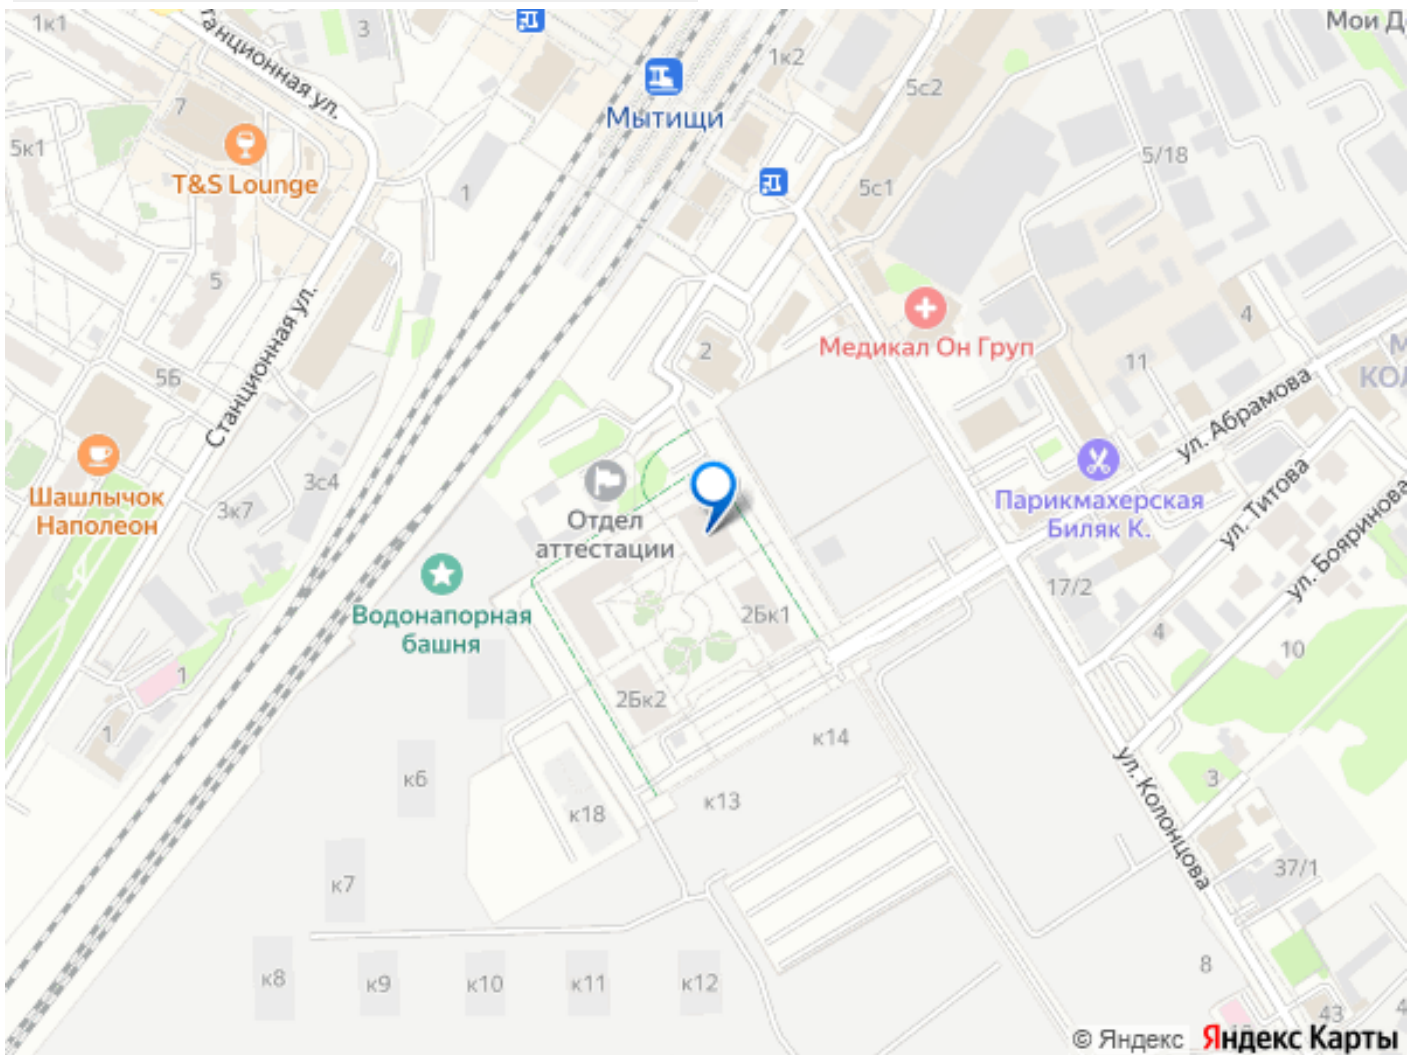 1к1
Станционная ул.
3
1к2
Мои Д
5с2
7
Мытищи
5к1
T&S Lounge
1
5с1
5/18
5
Станционная ул.
2
Медикал Он Груп
4
11
М
КОЛ
5Б
ул. Абрамова
Шашлычок
Наполеон
3к7
3с4
Отдел
аттестации
Парикмахерская
Биляк К.
ул. Титова
ул. Бояринова
Водонапорная
башня
2Бк1
17/2
4
10
1
2Бк2
1
к14
к6
к13
к18
3
ул. Колонцова
к7
37/1
к8
к9
к10
к11
к12
8
43
© Яндекс
Яндекс Карты